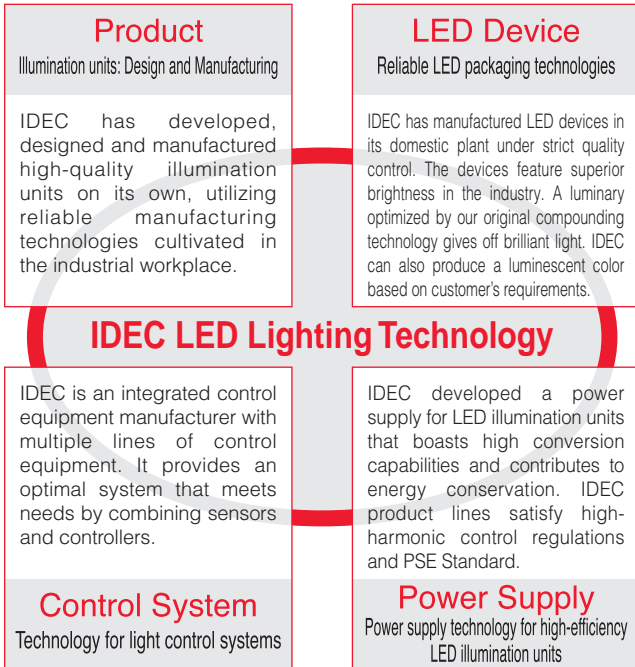 Product
Illumination units: Design and Manufacturing
IDEC has developed,
designed and manufactured
high-quality illumination
units on its own, utilizing
reliable manufacturing
technologies cultivated in
the industrial workplace.
LED Device
Reliable LED packaging technologies
IDEC has manufactured LED devices in
its domestic plant under strict quality
control. The devices feature superior
brightness in the industry. A luminary
optimized by our original compounding
technology gives off brilliant light. IDEC
can also produce a luminescent color
based on customer's requirements.
IDEC LED Lighting Technology
IDEC is an integrated control
equipment manufacturer with
multiple lines of control
equipment. It provides an
optimal system that meets
needs by combining sensors
and controllers.
Control System
Technology for light control systems
IDEC developed a power
supply for LED illumination units
that boasts high conversion
capabilities and contributes to
energy conservation. IDEC
product lines satisfy high-
harmonic control regulations
and PSE Standard.
Power Supply
Power supply technology for high-efficiency
LED illumination units